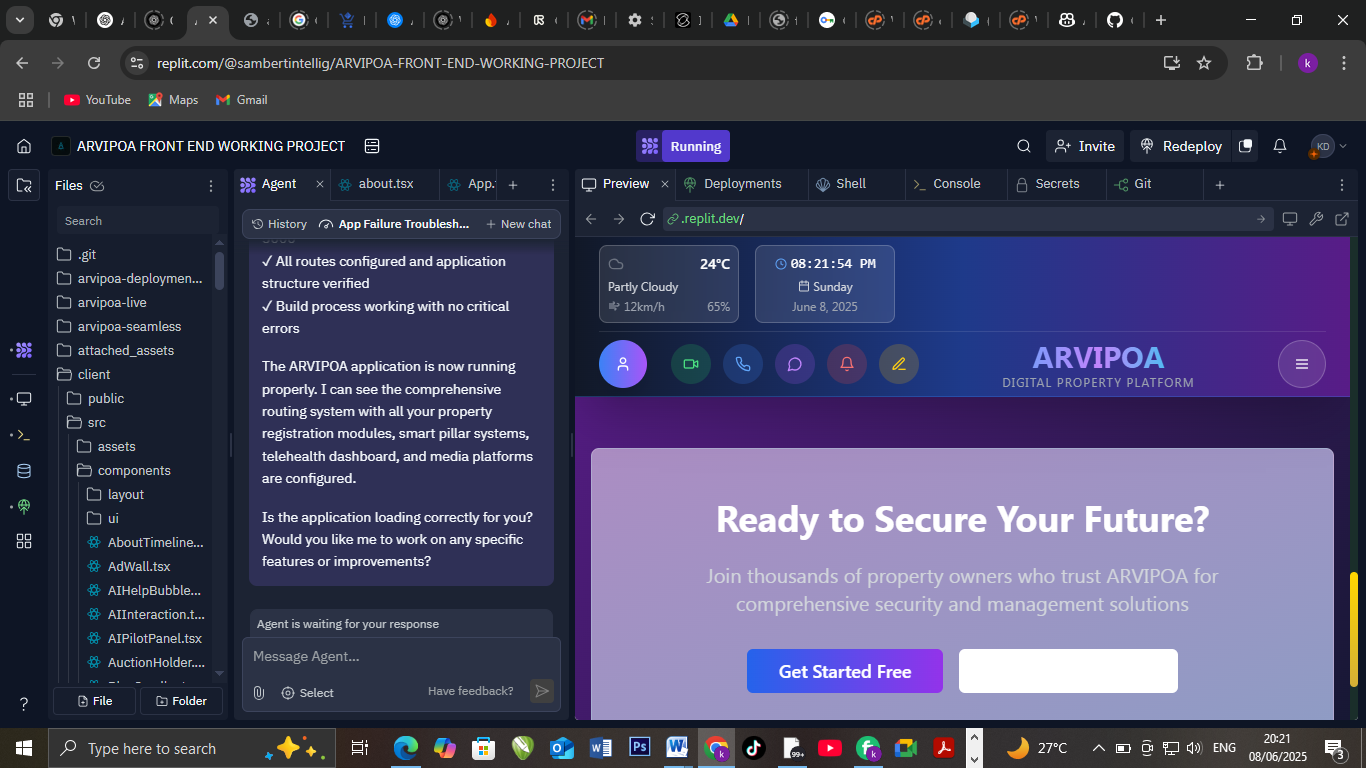 replit.com/@sambertintellig/ARVIPOA-FRONT-END-WORKING-PROJECT
k
YouTube
Maps
Gmail
ARVIPOA FRONT END WORKING PROJECT
Running
Invite
Redeploy
KD
Files
Search
.git
arvipoa-deploymen...
arvipoa-live
arvipoa-seamless
attached_assets
client
public
src
assets
components
layout
ui
AboutTimeline...
AdWall.tsx
AIHelpBubble...
AIInteraction.t...
AIPilotPanel.tsx
AuctionHolder....
File
Folder
Agent
about.tsx
App.
History
App Failure Troublesh...
New chat
✓ All routes configured and application
structure verified
✓ Build process working with no critical
errors
The ARVIPOA application is now running
properly. I can see the comprehensive
routing system with all your property
registration modules, smart pillar systems,
telehealth dashboard, and media platforms
are configured.
Is the application loading correctly for you?
Would you like me to work on any specific
features or improvements?
Agent is waiting for your response
Message Agent...
Select
Have feedback?
Preview
Deployments
Shell
Console
Secrets
Git
.replit.dev/
24°C
Partly Cloudy
12km/h
65%
08:21:54 PM
Sunday
June 8, 2025
ARVIPOA
DIGITAL PROPERTY PLATFORM
Ready to Secure Your Future?
Join thousands of property owners who trust ARVIPOA for
comprehensive security and management solutions
Get Started Free
Type here to search
99+
27°C
ENG
20:21
08/06/2025
3